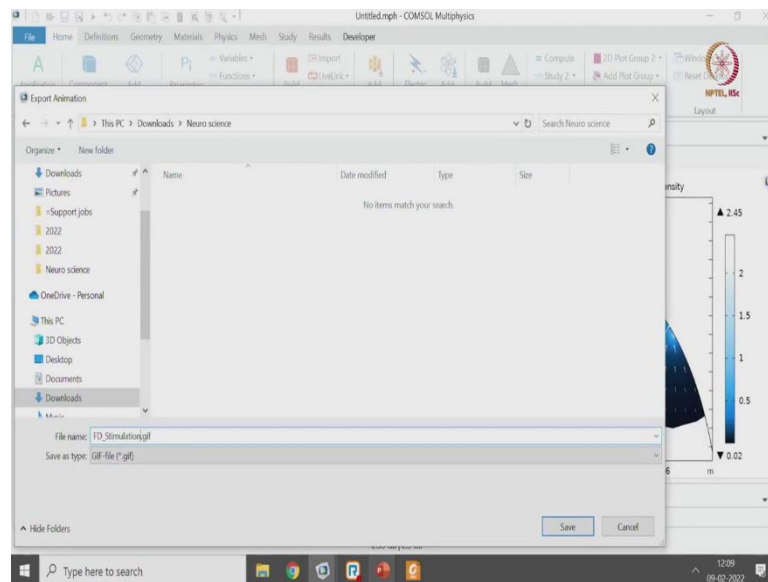 Untitled.mph - COMSOL Multiphysics
File Home Definitions Geometry Materials Physics Mesh Study Results Developer
A Pi Variables Import Compute 2D Plot Group 2
Functions LiveLink Study 2 Add Plot Group
NPTEL, IISc
Layout
Export Animation
This PC > Downloads > Neuro science
Search Neuro science
Organize New folder
Downloads
Pictures
=Support jobs
2022
2022
Neuro science
OneDrive - Personal
This PC
3D Objects
Desktop
Documents
Downloads
Name Date modified Type Size
No items match your search.
2.45
2
1.5
1
0.5
0.02
6 m
File name: FD_Stimulation.gif
Save as type: GIF-file (*.gif)
Hide Folders
Save Cancel
Type here to search
12:09
09-02-2022